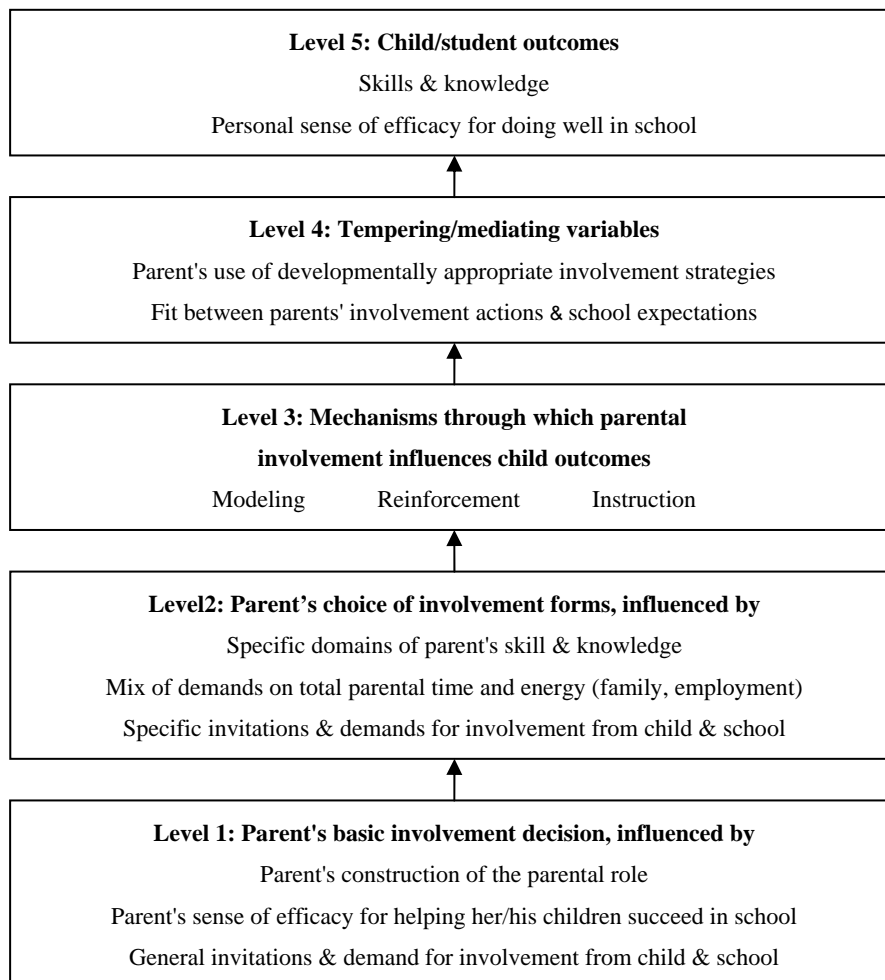 Level 5: Child/student outcomes
Skills & knowledge
Personal sense of efficacy for doing well in school
Level 4: Tempering/mediating variables
Parent's use of developmentally appropriate involvement strategies
Fit between parents' involvement actions & school expectations
Level 3: Mechanisms through which parental
involvement influences child outcomes
Modeling Reinforcement Instruction
Level2: Parent’s choice of involvement forms, influenced by
Specific domains of parent's skill & knowledge
Mix of demands on total parental time and energy (family, employment)
Specific invitations & demands for involvement from child & school
Level 1: Parent's basic involvement decision, influenced by
Parent's construction of the parental role
Parent's sense of efficacy for helping her/his children succeed in school
General invitations & demand for involvement from child & school